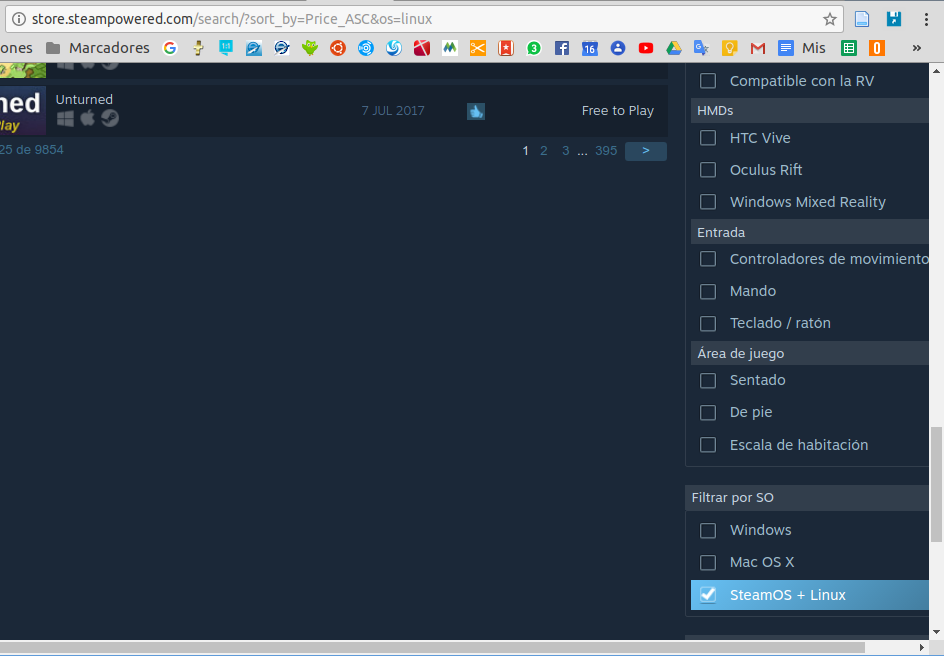 store.steampowered.com/search/?sort_by=Price_ASC&os=linux
ones Marcadores Mis »
ned
Play
Unturned
7 JUL 2017
Free to Play
25 de 9854
1 2 3 ... 395 >
Compatible con la RV
HMDs
HTC Vive
Oculus Rift
Windows Mixed Reality
Entrada
Controladores de movimiento
Mando
Teclado / ratón
Área de juego
Sentado
De pie
Escala de habitación
Filtrar por SO
Windows
Mac OS X
SteamOS + Linux